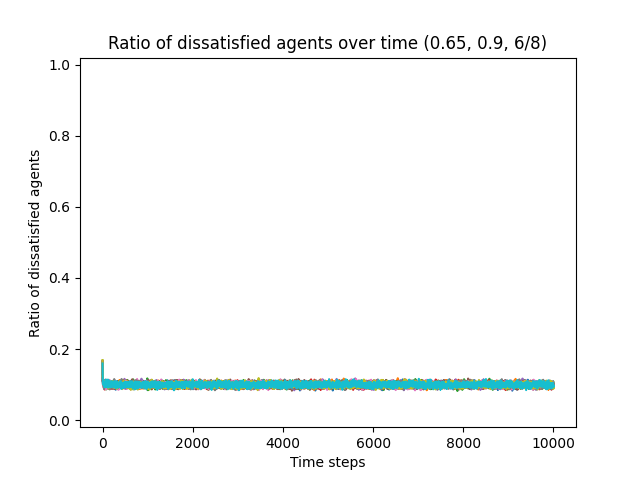 Ratio of dissatisfied agents over time (0.65, 0.9, 6/8)
1.0
0.8
0.6
0.4
0.2
0.0
Ratio of dissatisfied agents
0 2000 4000 6000 8000 10000
Time steps